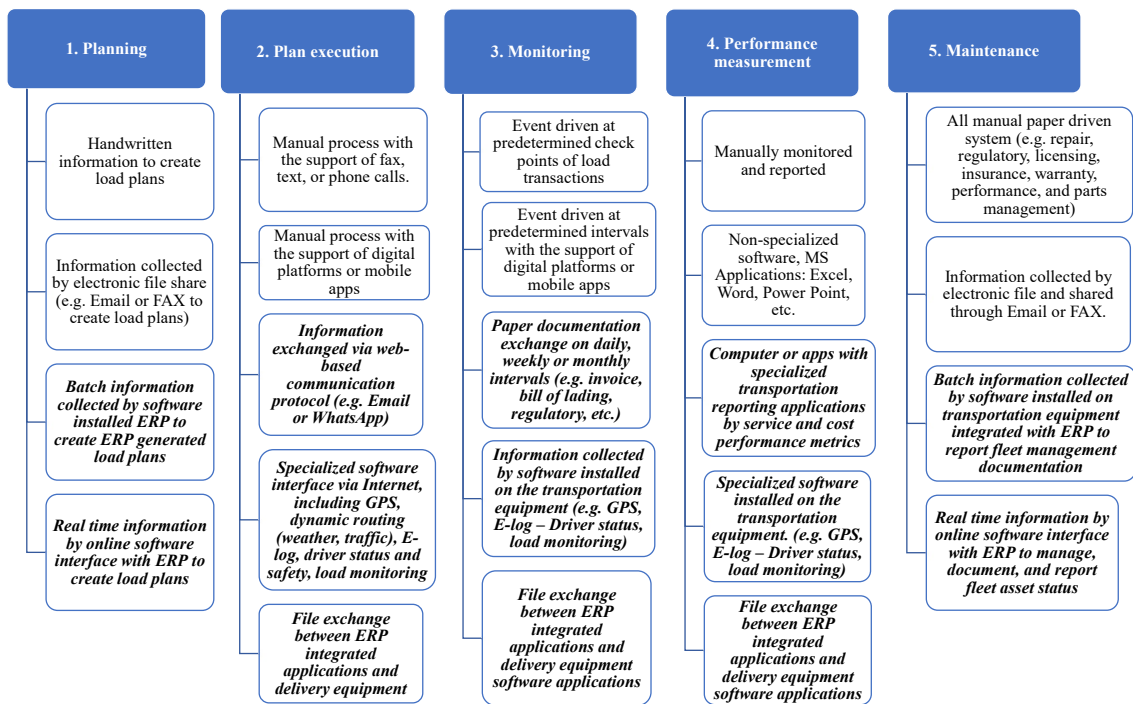 1. Planning
Handwritten
information to create
load plans
Information collected
by electronic file share
(e.g. Email or FAX to
create load plans)
Batch information
collected by software
installed ERP to
create ERP generated
load plans
Real time information
by online software
interface with ERP to
create load plans
2. Plan execution
Manual process with
the support of fax,
text, or phone calls.
Manual process with
the support of digital
platforms or mobile
apps
Information
exchanged via web-
based
communication
protocol (e.g. Email
or WhatsApp)
Specialized software
interface via Internet,
including GPS,
dynamic routing
(weather, traffic), E-
log, driver status and
safety, load monitoring
File exchange
between ERP
integrated
applications and
delivery equipment
3. Monitoring
Event driven at
predetermined check
points of load
transactions
Event driven at
predetermined intervals
with the support of
digital platforms or
mobile apps
Paper documentation
exchange on daily,
weekly or monthly
intervals (e.g. invoice,
bill of lading,
regulatory, etc.)
Information collected
by software installed
on the transportation
equipment (e.g. GPS,
E-log – Driver status,
load monitoring)
File exchange
between ERP
integrated
applications and
delivery equipment
software applications
4. Performance
measurement
Manually monitored
and reported
Non-specialized
software, MS
Applications: Excel,
Word, Power Point,
etc.
Computer or apps with
specialized
transportation
reporting applications
by service and cost
performance metrics
Specialized software
installed on the
transportation
equipment. (e.g. GPS,
E-log – Driver status,
load monitoring)
File exchange
between ERP
integrated
applications and
delivery equipment
software applications
5. Maintenance
All manual paper driven
system (e.g. repair,
regulatory, licensing,
insurance, warranty,
performance, and parts
management)
Information collected by
electronic file and shared
through Email or FAX.
Batch information collected
by software installed on
transportation equipment
integrated with ERP to
report fleet management
documentation
Real time information by
online software interface
with ERP to manage,
document, and report
fleet asset status